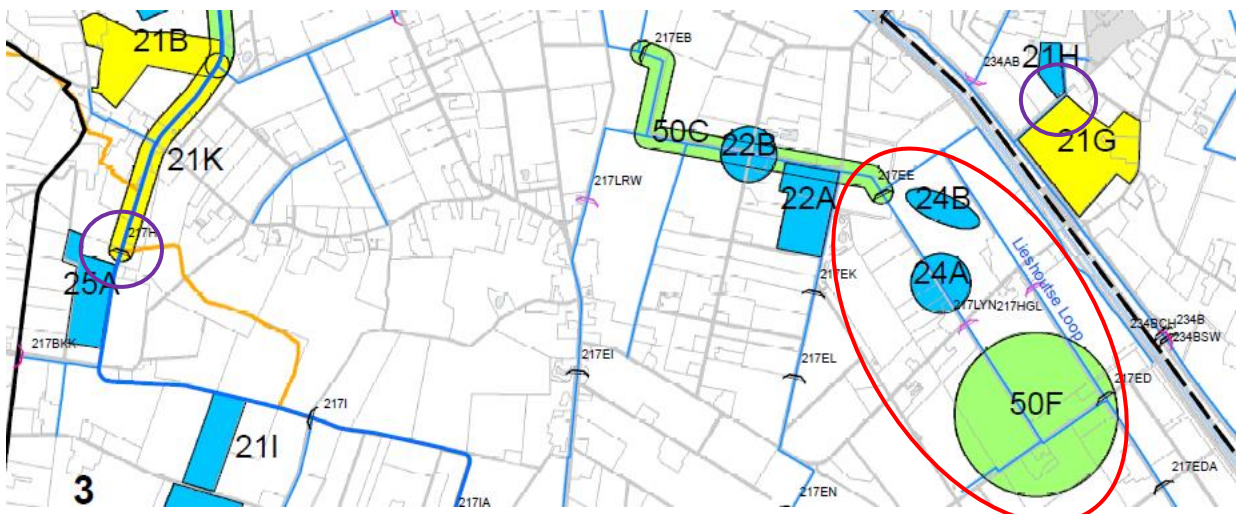 21B
217EB
21H
234AB
50C
22B
21G
21K
217EE
217LRW
22A
24B
217H
Lieshoutse Loop
25A
24A
217EK
217LYN
217HGL
234BCH
234B
234BSW
217BKK
217EI
217EL
217ED
50F
217I
21I
217EDA
3
217IA
217EN